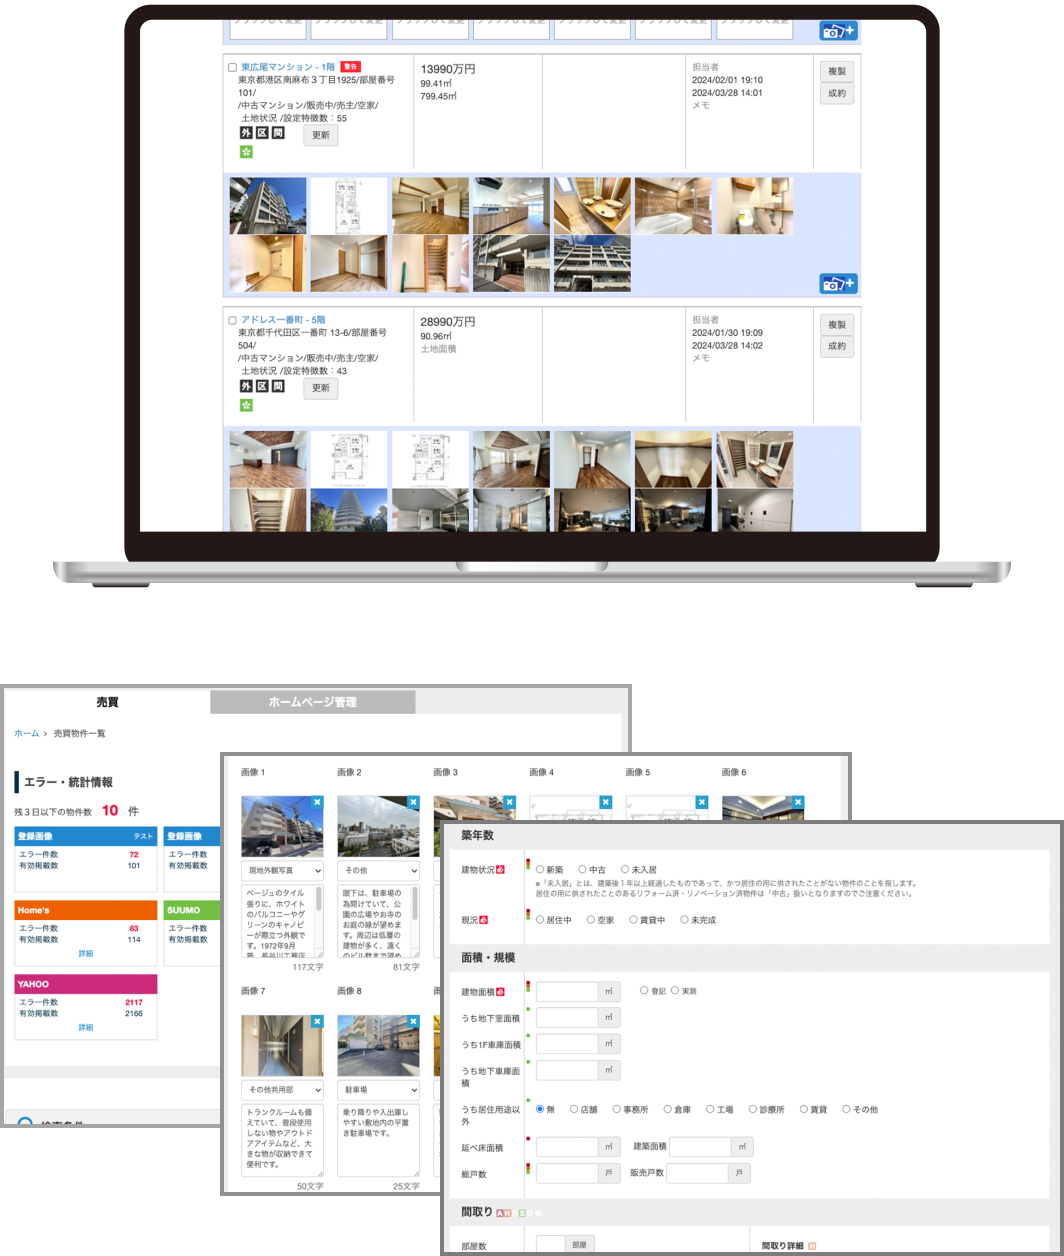 東広尾マンション - 1階 警告
東京都港区南麻布３丁目1925/部屋番号
101/
/中古マンション/販売中/売主/空家/
土地状況 /設定特徴数：55
外 区 間 更新
13990万円
99.41㎡
799.45㎡
担当者
2024/02/01 19:10
2024/03/28 14:01
メモ
複製
成約
アドレス一番町 - 5階
東京都千代田区一番町 13-6/部屋番号
504/
/中古マンション/販売中/売主/空家/
土地状況 /設定特徴数：43
外 区 間 更新
28990万円
90.96㎡
土地面積
担当者
2024/01/30 19:09
2024/03/28 14:02
メモ
複製
成約
売買 ホームページ管理
ホーム › 売買物件一覧
エラー・統計情報
残３日以下の物件数 10 件
登録画像 テスト
エラー件数 72
有効掲載数 101
登録画像
エラー件数
有効掲載数
Home's
エラー件数 83
有効掲載数 114
詳細
SUUMO
エラー件数
有効掲載数
YAHOO
エラー件数 2117
有効掲載数 2166
詳細
画像 1 画像 2 画像 3 画像 4 画像 5 画像 6
現地外観写真
ベージュのタイル
張りに、ホワイト
のバルコニーやグ
リーンのキャノピ
ーが際立つ外観で
す。1972年9月
117文字
その他
眼下は、駐車場の
為開けていて、公
園の広場やお寺の
お庭の緑が望めま
す。周辺は低層の
建物が多く、遠く
のビル群まで望め
81文字
画像 7 画像 8
その他共用部
トランクルームも備
えていて、普段使用
しない物やアウトド
アアイテムなど、大
きな物が収納できて
便利です。
50文字
駐車場
乗り降りや入出庫し
やすい敷地内の平置
き駐車場です。
25文字
築年数
建物状況 必 新築 中古 未入居
■「未入居」とは、建築後１年以上経過したものであって、かつ居住の用に供されたことがない物件のことを指します。
居住の用に供されたことのあるリフォーム済・リノベーション済物件は「中古」扱いとなりますのでご注意ください。
現況 必 居住中 空家 賃貸中 未完成
面積・規模
建物面積 必 ㎡ 登記 実測
うち地下室面積 ㎡
うち1F車庫面積 ㎡
うち地下車庫面
積 ㎡
うち居住用途以
外 無 店舗 事務所 倉庫 工場 診療所 賃貸 その他
延べ床面積 ㎡ 建築面積 ㎡
総戸数 戸 販売戸数 戸
間取り
部屋数 部屋 間取り詳細 H